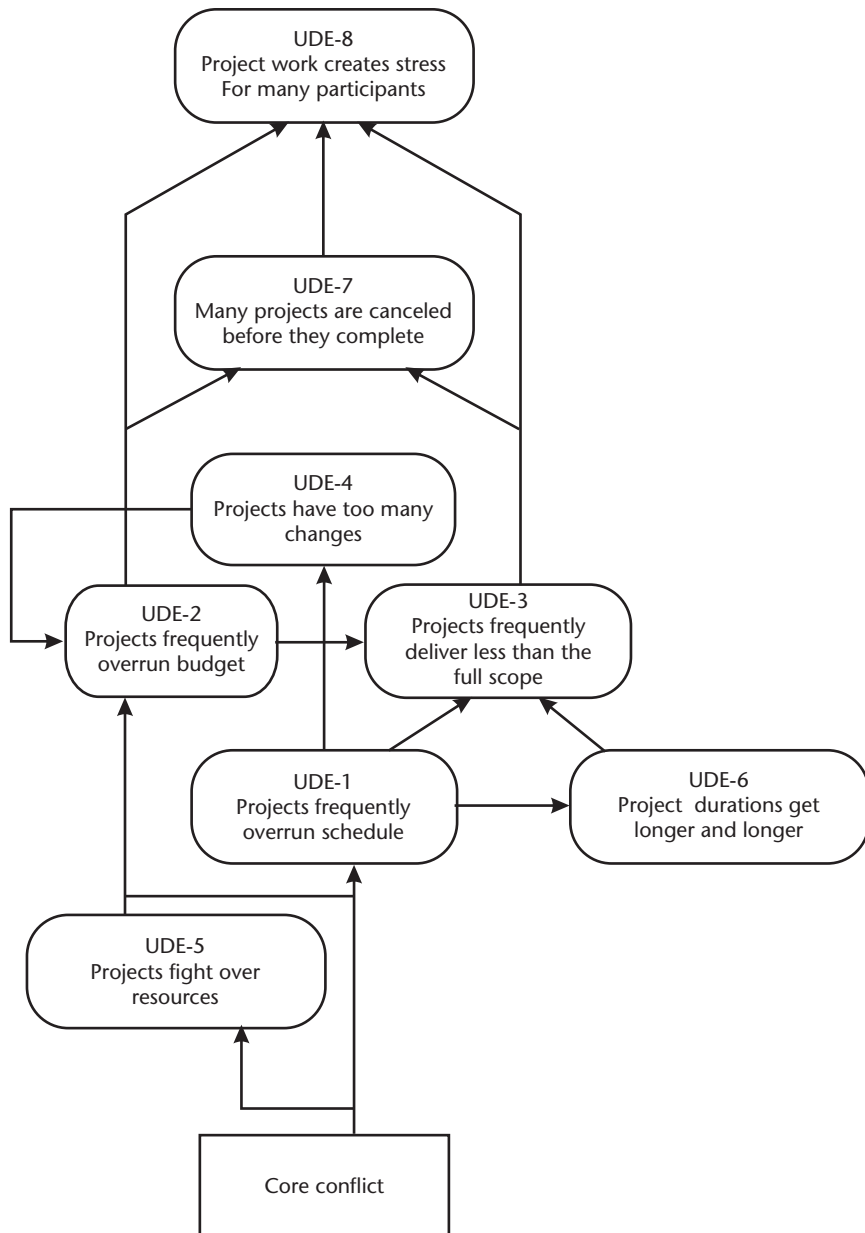 UDE-8
Project work creates stress
For many participants
UDE-7
Many projects are canceled
before they complete
UDE-4
Projects have too many
changes
UDE-2
Projects frequently
overrun budget
UDE-3
Projects frequently
deliver less than the
full scope
UDE-1
Projects frequently
overrun schedule
UDE-6
Project durations get
longer and longer
UDE-5
Projects fight over
resources
Core conflict